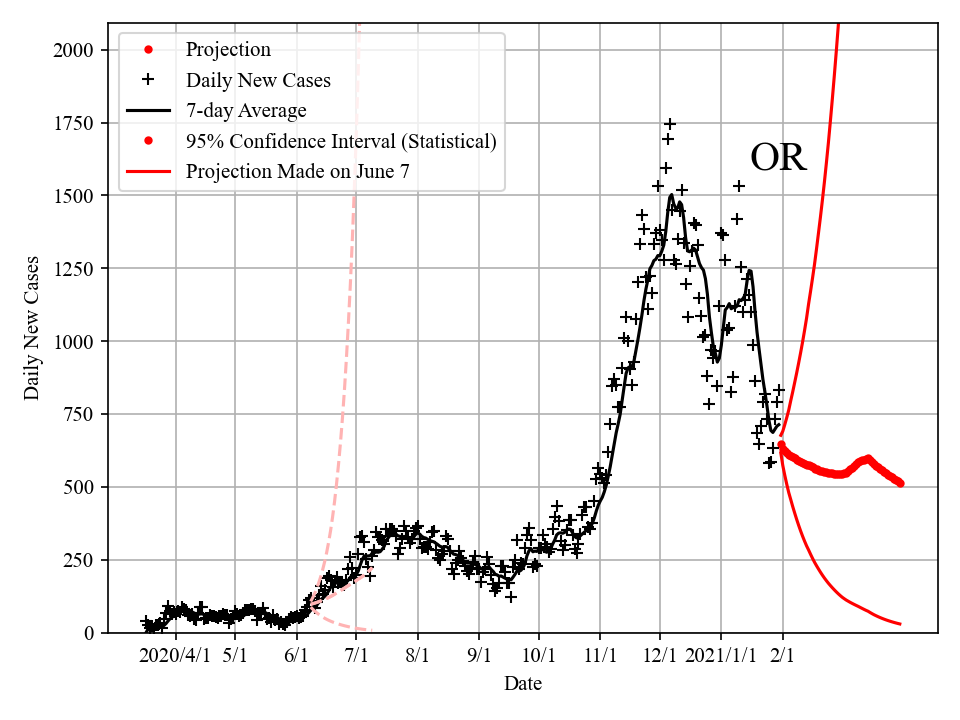 2000
1750
1500
1250
1000
750
500
250
0
Daily New Cases
Projection
Daily New Cases
7-day Average
95% Confidence Interval (Statistical)
Projection Made on June 7
OR
2020/4/1 5/1 6/1 7/1 8/1 9/1 10/1 11/1 12/1 2021/1/1 2/1
Date